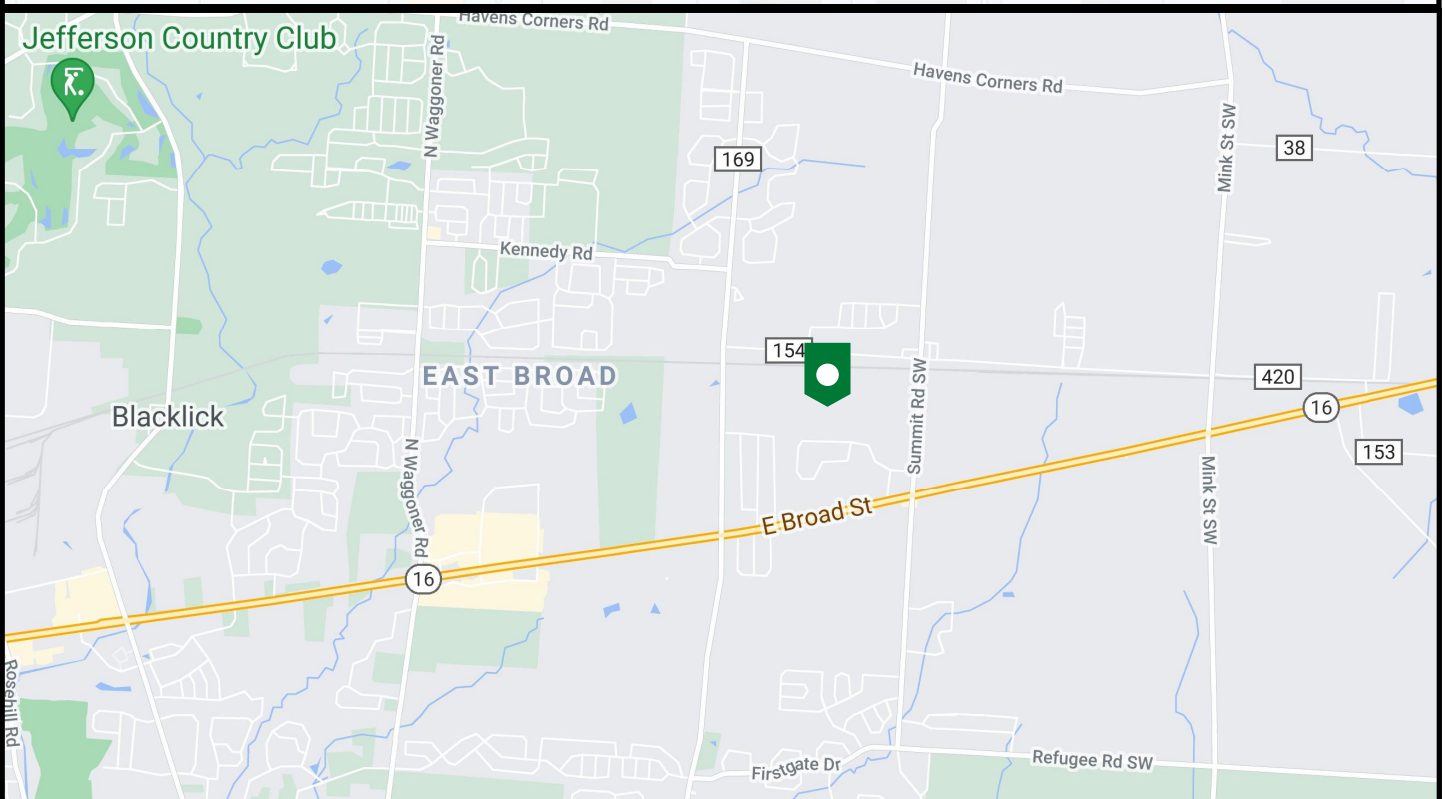 Havens Corners Rd
Jefferson Country Club
N Waggoner Rd
Havens Corners Rd
Mink St SW
38
169
Kennedy Rd
154
EAST BROAD
420
16
Summit Rd SW
Blacklick
153
N Waggoner Rd
Mink St SW
E Broad St
16
Rosehill Rd
Firstgate Dr
Refugee Rd SW